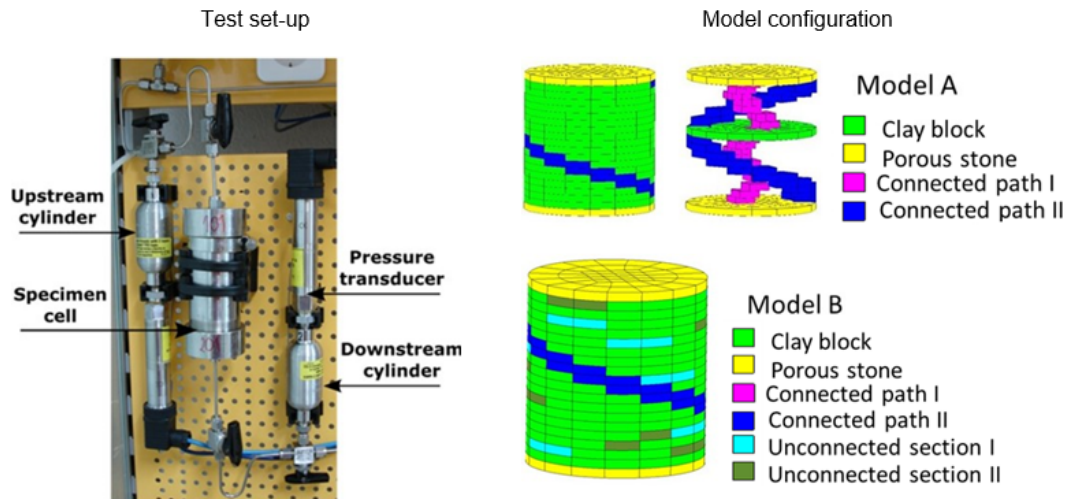 Test set-up
Model configuration
Upstream
cylinder
Specimen
cell
Pressure
transducer
Downstream
cylinder
101
Model A
Clay block
Porous stone
Connected path I
Connected path II
Model B
Clay block
Porous stone
Connected path I
Connected path II
Unconnected section I
Unconnected section II